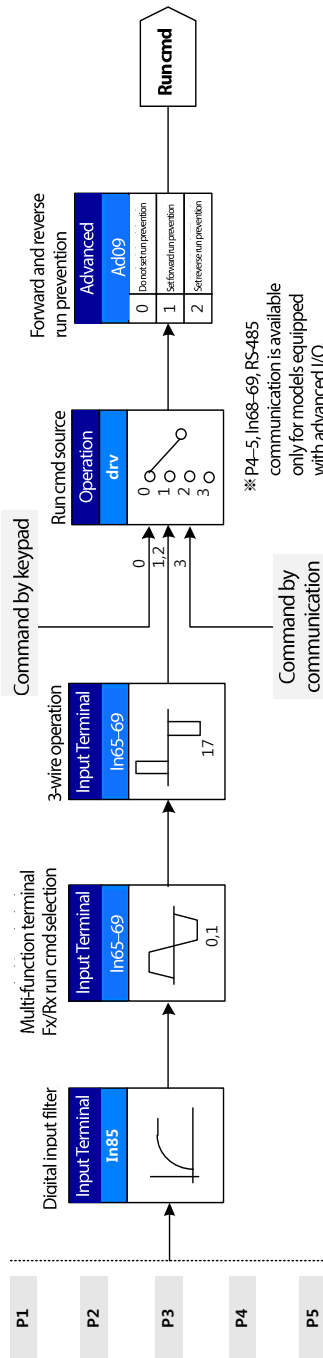 P1
P2
P3
P4
P5
Digital input filter
Input Terminal
In85
Multi-function terminal
Fx/Rx run cmd selection
Input Terminal
In65–69
0,1
3-wire operation
Input Terminal
In65–69
17
Command by keypad
0
1,2
3
Command by
communication
Run cmd source
Operation
drv
0
1
2
3
Forward and reverse
run prevention
Advanced
Ad09
0 Do not set run prevention
1 Set forward run prevention
2 Set reverse run prevention
Run cmd
※ P4–5, In68–69, RS-485
communication is available
only for models equipped
with advanced I/O